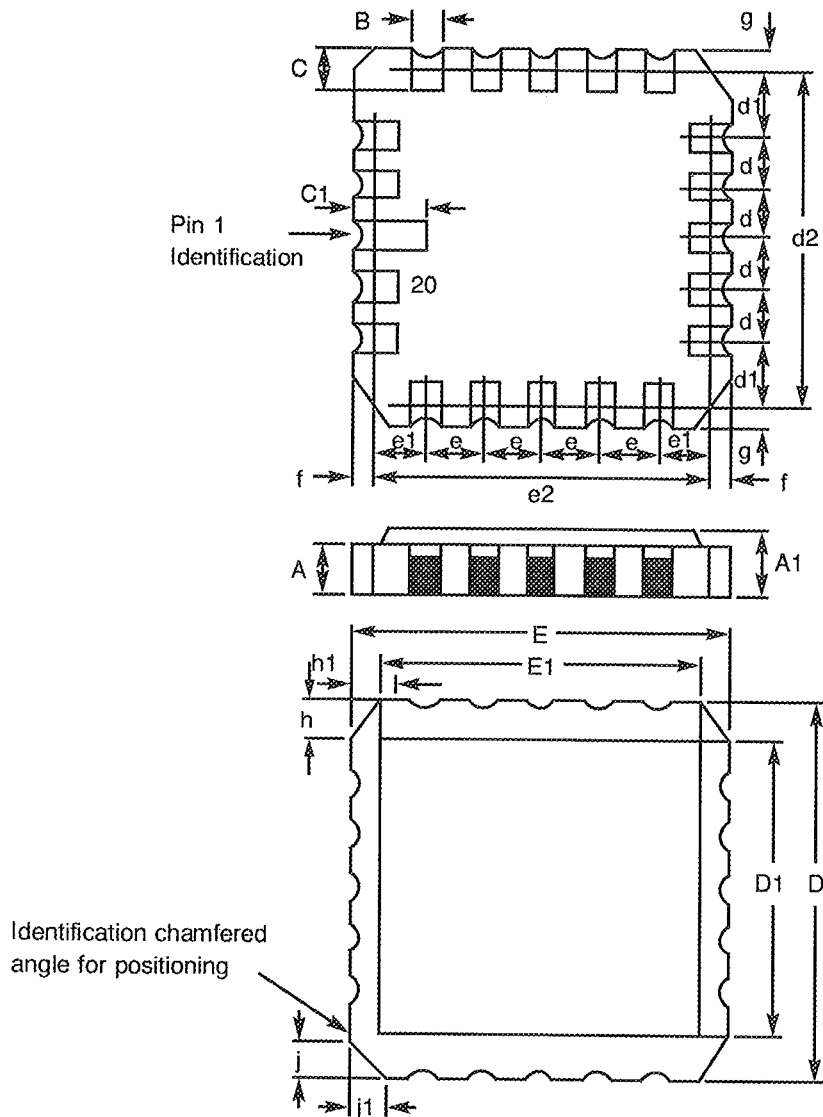 B
g
C
d1
C1
d
Pin 1
Identification
d
d2
20
d
d
d1
e1 e e e e e1
g
f
e2
f
A
A1
E
h1
E1
h
D1
D
Identification chamfered
angle for positioning
j
j1